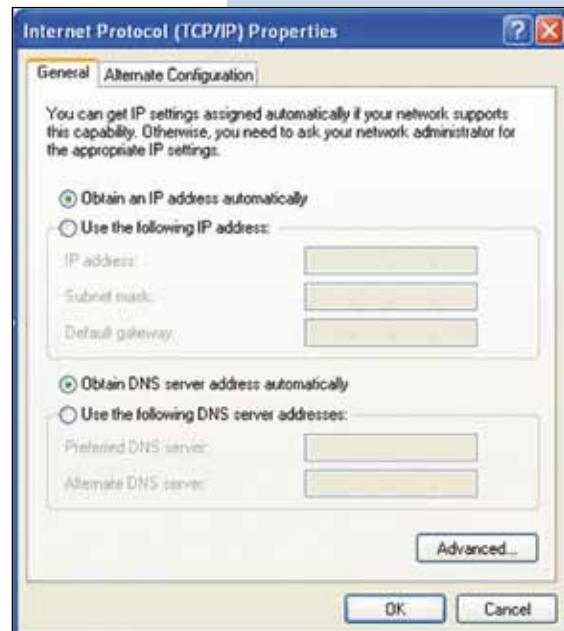 Internet Protocol (TCP/IP) Properties
General
Alternate Configuration
You can get IP settings assigned automatically if your network supports
this capability. Otherwise, you need to ask your network administrator for
the appropriate IP settings.
Obtain an IP address automatically
Use the following IP address:
IP address:
Subnet mask:
Default gateway:
Obtain DNS server address automatically
Use the following DNS server addresses:
Preferred DNS server:
Alternate DNS server:
Advanced...
OK
Cancel